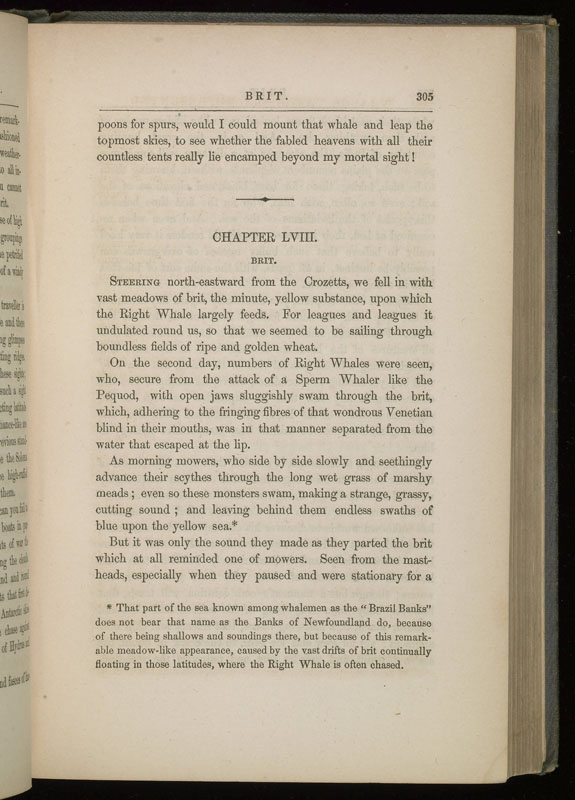 BRIT.
305
poons for spurs, would I could mount that whale and leap the
topmost skies, to see whether the fabled heavens with all their
countless tents really lie encamped beyond my mortal sight!
CHAPTER LVIII.
BRIT.
STEERING north-eastward from the Crozetts, we fell in with
vast meadows of brit, the minute, yellow substance, upon which
the Right Whale largely feeds. For leagues and leagues it
undulated round us, so that we seemed to be sailing through
boundless fields of ripe and golden wheat.
On the second day, numbers of Right Whales were seen,
who, secure from the attack of a Sperm Whaler like the
Pequod, with open jaws sluggishly swam through the brit,
which, adhering to the fringing fibres of that wondrous Venetian
blind in their mouths, was in that manner separated from the
water that escaped at the lip.
As morning mowers, who side by side slowly and seethingly
advance their scythes through the long wet grass of marshy
meads; even so these monsters swam, making a strange, grassy,
cutting sound; and leaving behind them endless swaths of
blue upon the yellow sea.*
But it was only the sound they made as they parted the brit
which at all reminded one of mowers. Seen from the mast-
heads, especially when they paused and were stationary for a
* That part of the sea known among whalemen as the "Brazil Banks"
does not bear that name as the Banks of Newfoundland do, because
of there being shallows and soundings there, but because of this remark-
able meadow-like appearance, caused by the vast drifts of brit continually
floating in those latitudes, where the Right Whale is often chased.